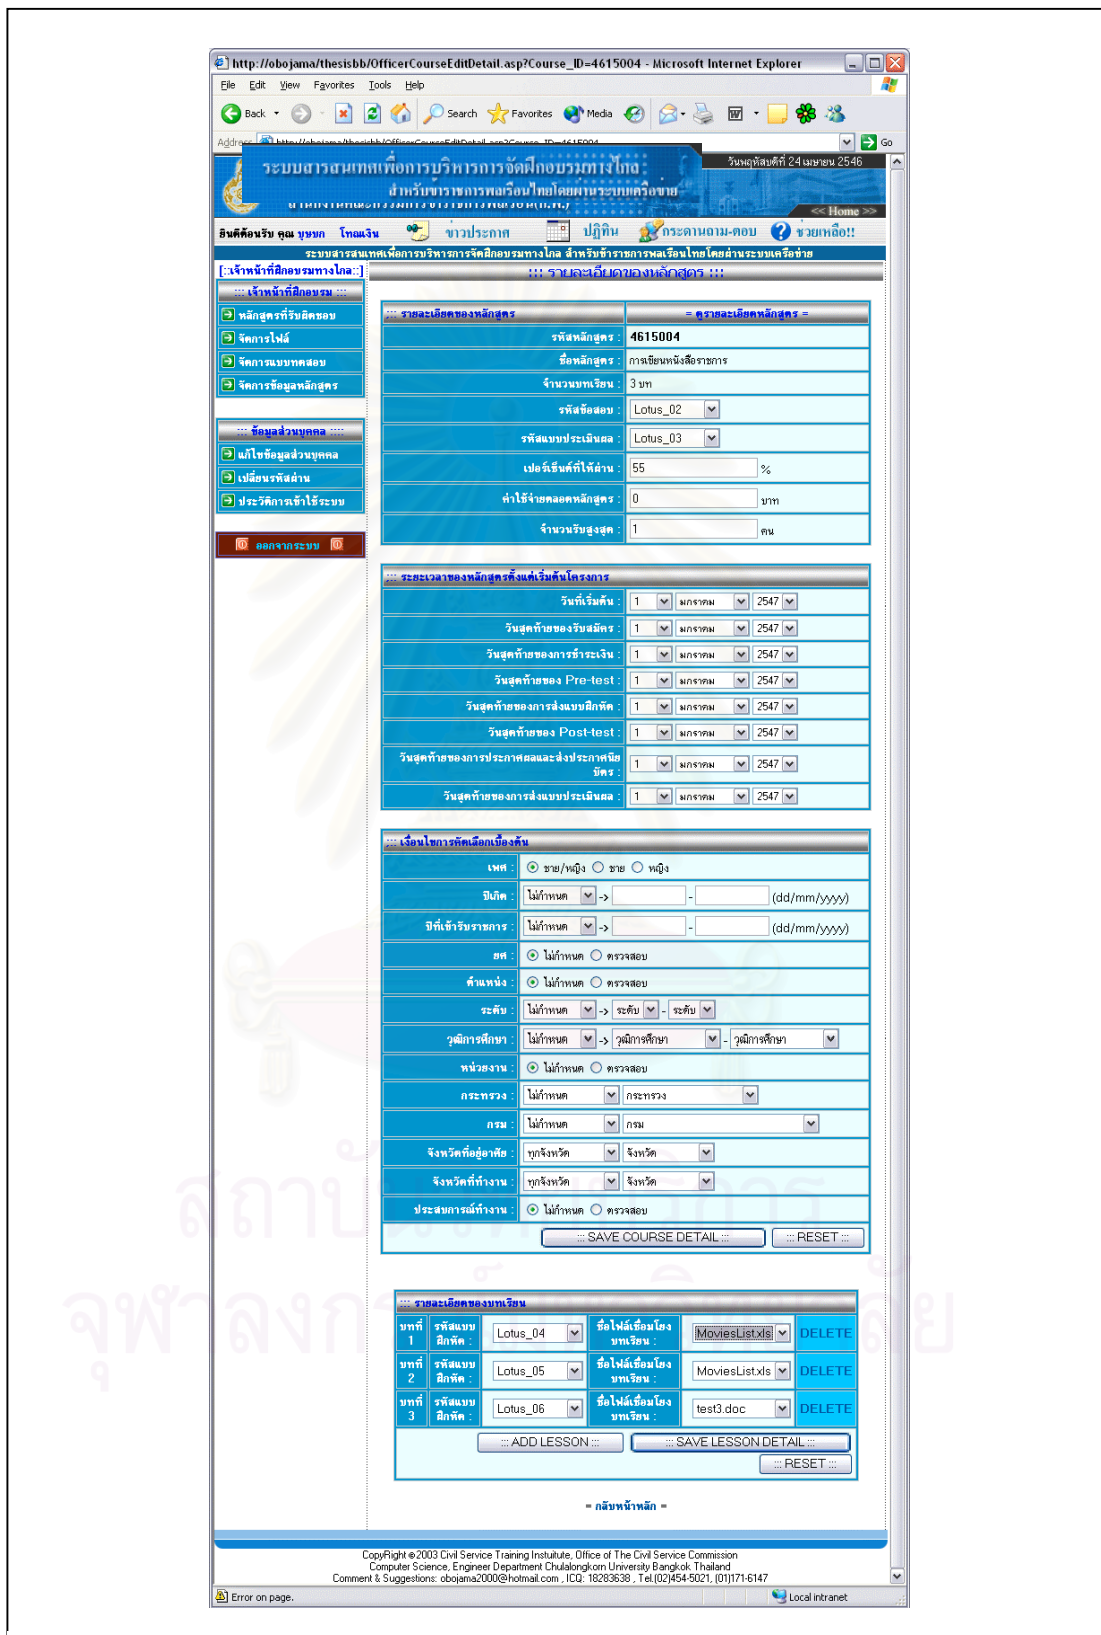 http://obojama/thesisbb/OfficerCourseEditDetail.asp?Course_ID=4615004 - Microsoft Internet Explorer
File Edit View Favorites Tools Help
Back Search Favorites Media
Address Go
ระบบสารสนเทศเพื่อการบริหารการจัดฝึกอบรมทางไกล
สำหรับข้าราชการพลเรือนไทยโดยผ่านระบบเครือข่าย
วันพฤหัสบดีที่ 24 เมษายน 2546
<< Home >>
ยินดีต้อนรับ คุณ บุษบก โทณเงิน ข่าวประกาศ ปฏิทิน กระดานถาม-ตอบ ช่วยเหลือ!!
ระบบสารสนเทศเพื่อการบริหารการจัดฝึกอบรมทางไกล สำหรับข้าราชการพลเรือนไทยโดยผ่านระบบเครือข่าย
[::เจ้าหน้าที่ฝึกอบรมทางไกล::]
::: รายละเอียดของหลักสูตร :::
::: เจ้าหน้าที่ฝึกอบรม :::
หลักสูตรที่รับผิดชอบ
จัดการไฟล์
จัดการแบบทดสอบ
จัดการข้อมูลหลักสูตร
::: ข้อมูลส่วนบุคคล ::::
แก้ไขข้อมูลส่วนบุคคล
เปลี่ยนรหัสผ่าน
ประวัติการเข้าใช้ระบบ
ออกจากระบบ
::: รายละเอียดของหลักสูตร = ดูรายละเอียดหลักสูตร =
รหัสหลักสูตร : 4615004
ชื่อหลักสูตร : การเขียนหนังสือราชการ
จำนวนบทเรียน : 3 บท
รหัสข้อสอบ : Lotus_02
รหัสแบบประเมินผล : Lotus_03
เปอร์เซ็นต์ที่ให้ผ่าน : 55 %
ค่าใช้จ่ายตลอดหลักสูตร : 0 บาท
จำนวนรับสูงสุด : 1 คน
::: ระยะเวลาของหลักสูตรตั้งแต่เริ่มต้นโครงการ
วันที่เริ่มต้น : 1 มกราคม 2547
วันสุดท้ายของรับสมัคร : 1 มกราคม 2547
วันสุดท้ายของการชำระเงิน : 1 มกราคม 2547
วันสุดท้ายของ Pre-test : 1 มกราคม 2547
วันสุดท้ายของการส่งแบบฝึกหัด : 1 มกราคม 2547
วันสุดท้ายของ Post-test : 1 มกราคม 2547
วันสุดท้ายของการประกาศผลและส่งประกาศนีย
บัตร : 1 มกราคม 2547
วันสุดท้ายของการส่งแบบประเมินผล : 1 มกราคม 2547
::: เงื่อนไขการคัดเลือกเบื้องต้น
เพศ : ชาย/หญิง ชาย หญิง
ปีเกิด : ไม่กำหนด -> - (dd/mm/yyyy)
ปีที่เข้ารับราชการ : ไม่กำหนด -> - (dd/mm/yyyy)
ยศ : ไม่กำหนด ตรวจสอบ
ตำแหน่ง : ไม่กำหนด ตรวจสอบ
ระดับ : ไม่กำหนด -> ระดับ - ระดับ
วุฒิการศึกษา : ไม่กำหนด -> วุฒิการศึกษา - วุฒิการศึกษา
หน่วยงาน : ไม่กำหนด ตรวจสอบ
กระทรวง : ไม่กำหนด กระทรวง
กรม : ไม่กำหนด กรม
จังหวัดที่อยู่อาศัย : ทุกจังหวัด จังหวัด
จังหวัดที่ทำงาน : ทุกจังหวัด จังหวัด
ประสบการณ์ทำงาน : ไม่กำหนด ตรวจสอบ
::: SAVE COURSE DETAIL ::: ::: RESET :::
::: รายละเอียดของบทเรียน
บทที่ 1 รหัสแบบฝึกหัด : Lotus_04 ชื่อไฟล์เชื่อมโยงบทเรียน : MoviesList.xls DELETE
บทที่ 2 รหัสแบบฝึกหัด : Lotus_05 ชื่อไฟล์เชื่อมโยงบทเรียน : MoviesList.xls DELETE
บทที่ 3 รหัสแบบฝึกหัด : Lotus_06 ชื่อไฟล์เชื่อมโยงบทเรียน : test3.doc DELETE
::: ADD LESSON ::: ::: SAVE LESSON DETAIL :::
::: RESET :::
= กลับหน้าหลัก =
CopyRight © 2003 Civil Service Training Instuitute, Office of The Civil Service Commission
Computer Science, Engineer Department Chulalongkorn University Bangkok Thailand
Comment & Suggestions: obojama2000@hotmail.com , ICQ: 18283638 , Tel.(02)454-5021, (01)171-6147
Error on page. Local intranet